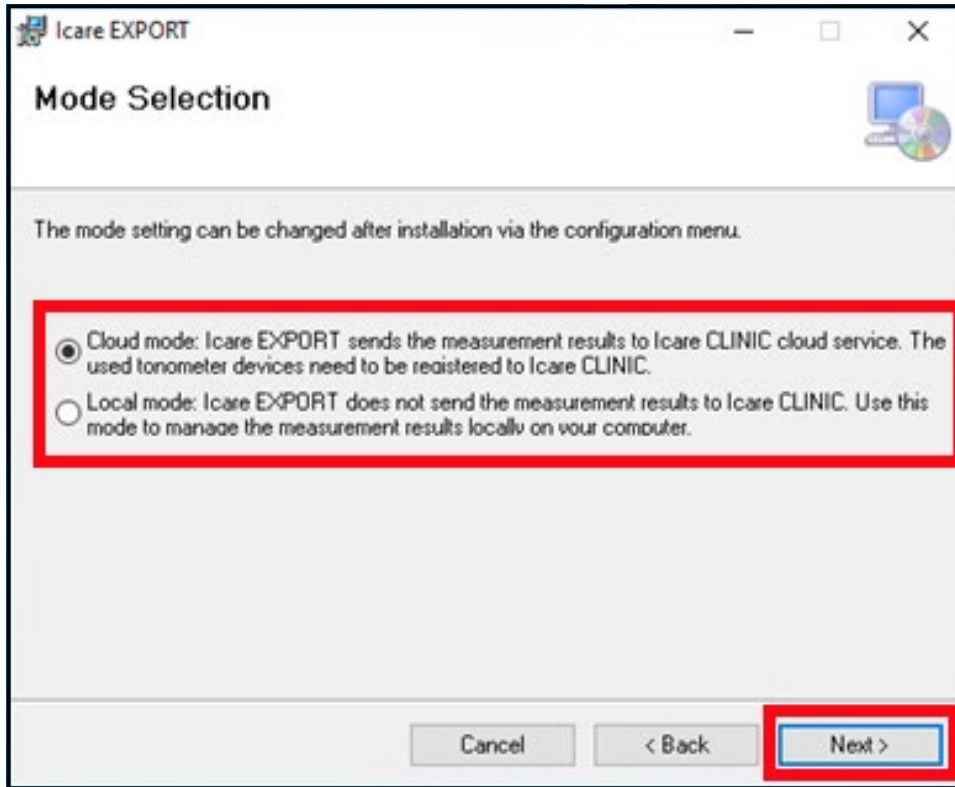 Icare EXPORT
Mode Selection
The mode setting can be changed after installation via the configuration menu.
Cloud mode: Icare EXPORT sends the measurement results to Icare CLINIC cloud service. The
used tonometer devices need to be registered to Icare CLINIC.
Local mode: Icare EXPORT does not send the measurement results to Icare CLINIC. Use this
mode to manage the measurement results locally on your computer.
Cancel
< Back
Next >